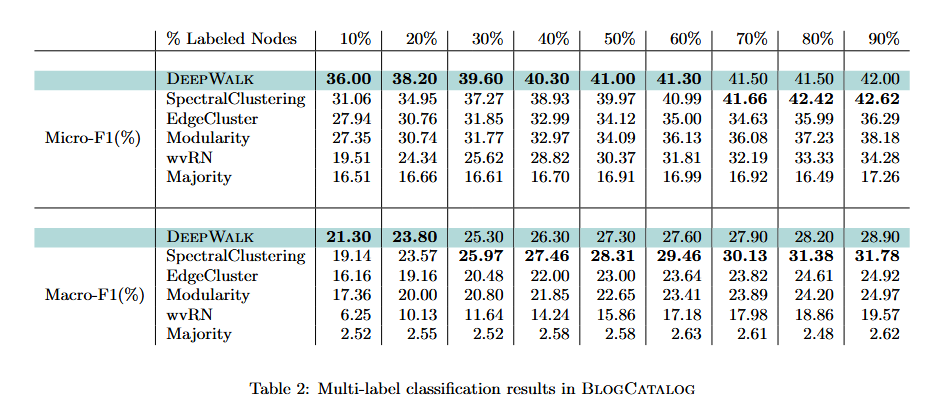 % Labeled Nodes 10% 20% 30% 40% 50% 60% 70% 80% 90%
DEEPWALK 36.00 38.20 39.60 40.30 41.00 41.30 41.50 41.50 42.00
SpectralClustering 31.06 34.95 37.27 38.93 39.97 40.99 41.66 42.42 42.62
EdgeCluster 27.94 30.76 31.85 32.99 34.12 35.00 34.63 35.99 36.29
Micro-F1(%) Modularity 27.35 30.74 31.77 32.97 34.09 36.13 36.08 37.23 38.18
wvRN 19.51 24.34 25.62 28.82 30.37 31.81 32.19 33.33 34.28
Majority 16.51 16.66 16.61 16.70 16.91 16.99 16.92 16.49 17.26
DEEPWALK 21.30 23.80 25.30 26.30 27.30 27.60 27.90 28.20 28.90
SpectralClustering 19.14 23.57 25.97 27.46 28.31 29.46 30.13 31.38 31.78
EdgeCluster 16.16 19.16 20.48 22.00 23.00 23.64 23.82 24.61 24.92
Macro-F1(%) Modularity 17.36 20.00 20.80 21.85 22.65 23.41 23.89 24.20 24.97
wvRN 6.25 10.13 11.64 14.24 15.86 17.18 17.98 18.86 19.57
Majority 2.52 2.55 2.52 2.58 2.58 2.63 2.61 2.48 2.62
Table 2: Multi-label classification results in BLOGCATALOG